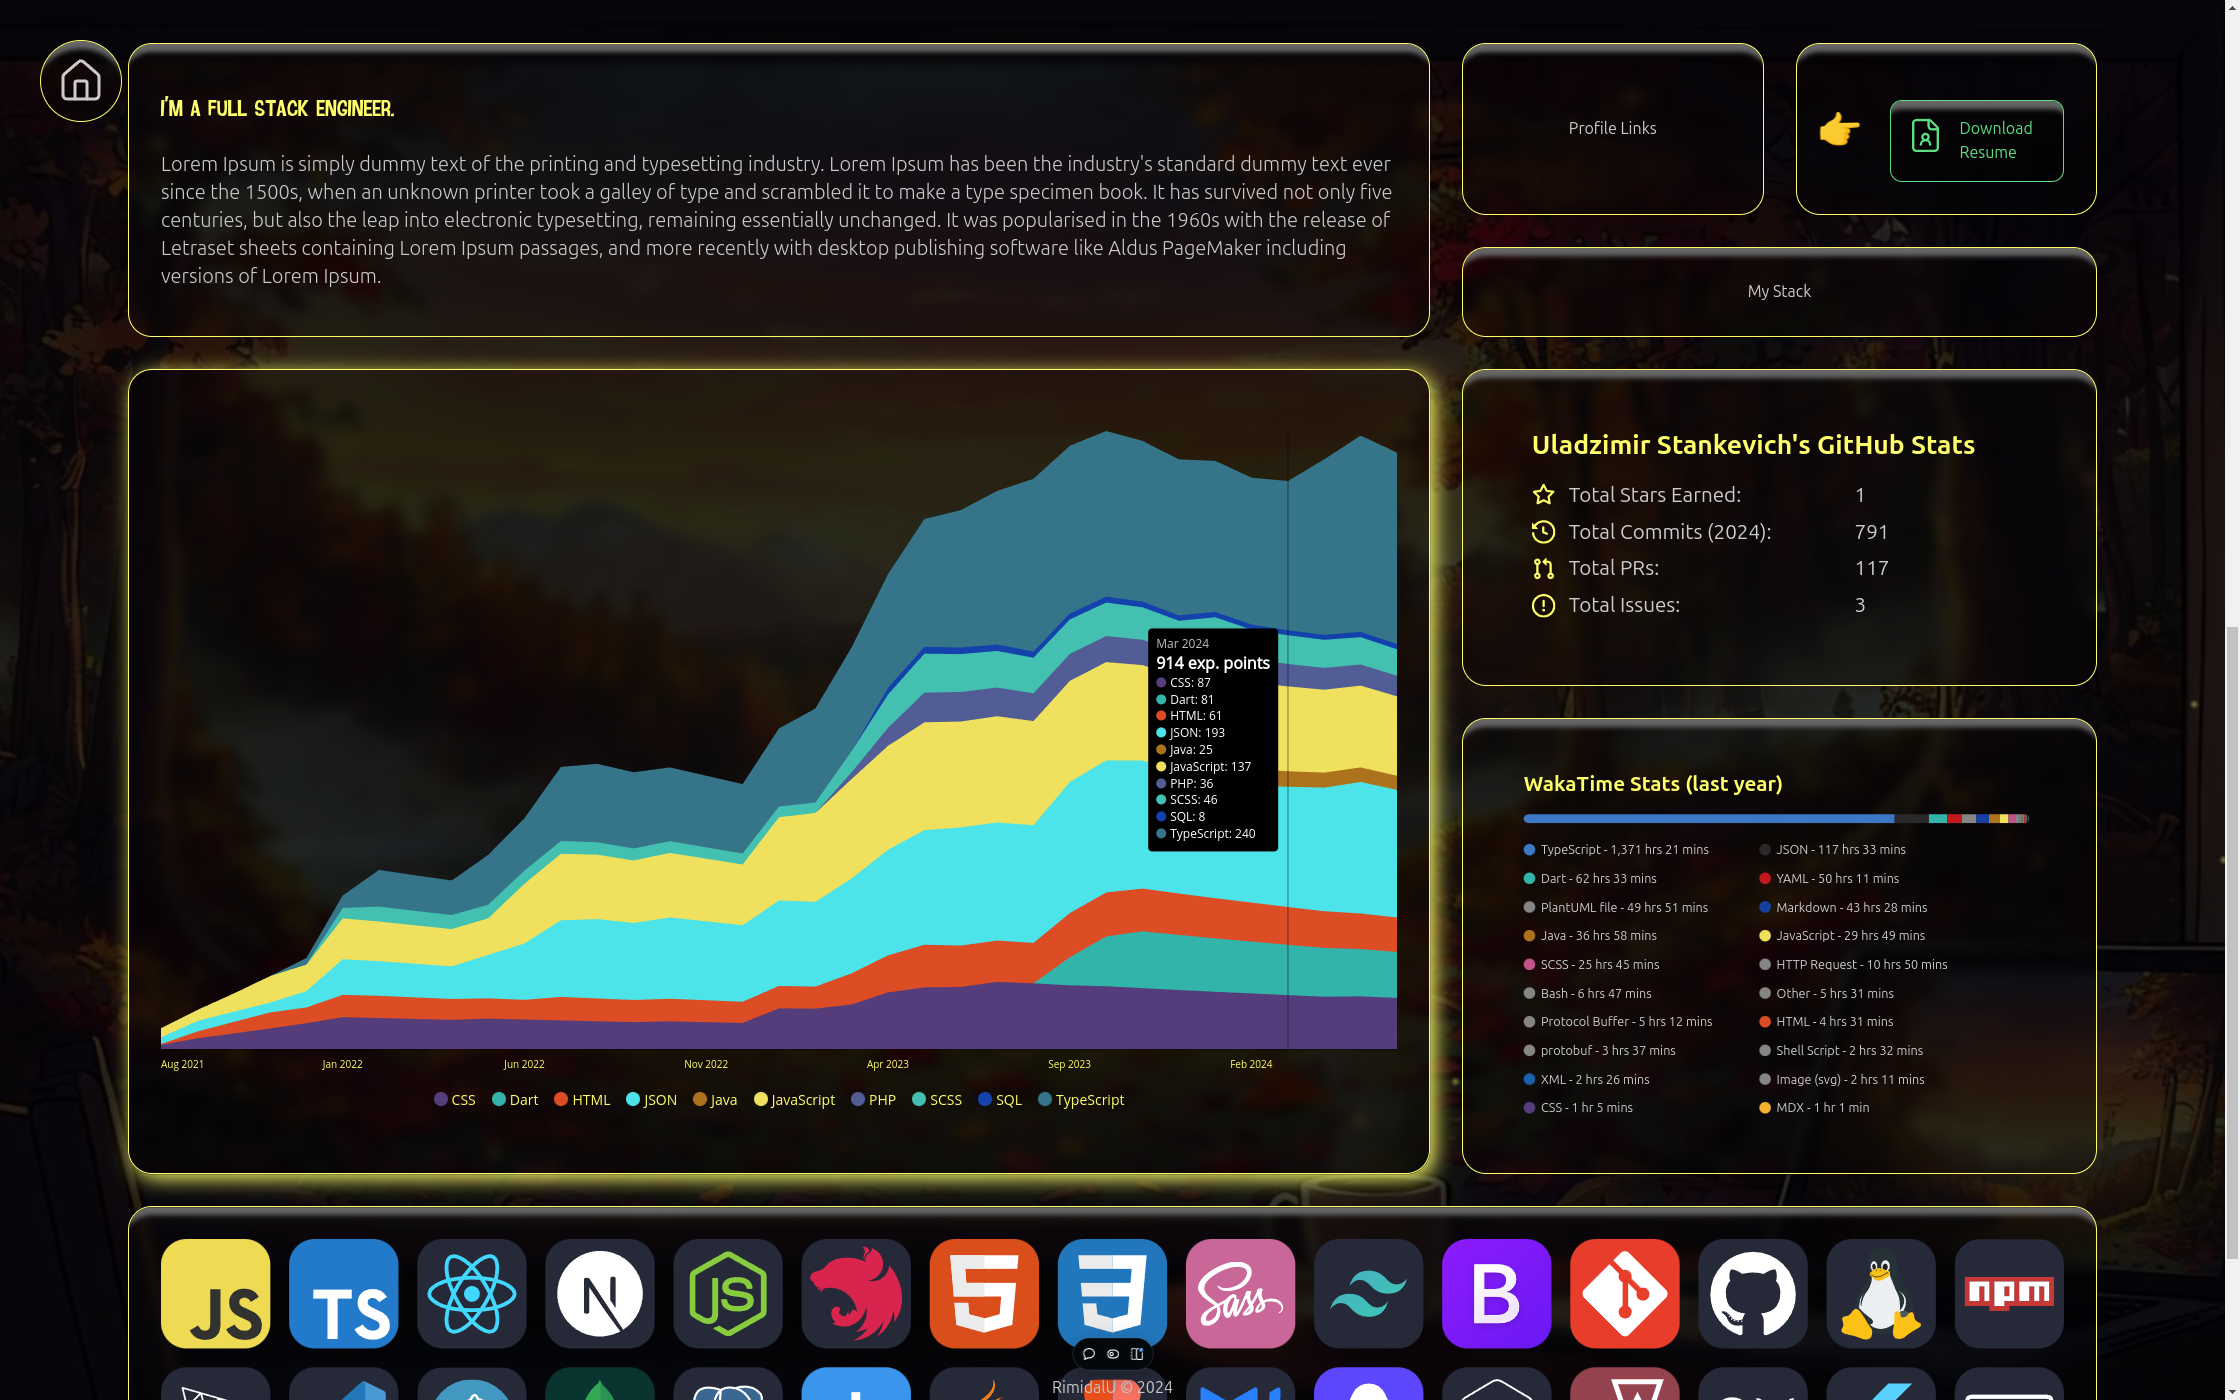 I'M A FULL STACK ENGINEER.
Lorem Ipsum is simply dummy text of the printing and typesetting industry. Lorem Ipsum has been the industry's standard dummy text ever
since the 1500s, when an unknown printer took a galley of type and scrambled it to make a type specimen book. It has survived not only five
centuries, but also the leap into electronic typesetting, remaining essentially unchanged. It was popularised in the 1960s with the release of
Letraset sheets containing Lorem Ipsum passages, and more recently with desktop publishing software like Aldus PageMaker including
versions of Lorem Ipsum.
Profile Links
Download
Resume
My Stack
Mar 2024
914 exp. points
CSS: 87
Dart: 81
HTML: 61
JSON: 193
Java: 25
JavaScript: 137
PHP: 36
SCSS: 46
SQL: 8
TypeScript: 240
Aug 2021 Jan 2022 Jun 2022 Nov 2022 Apr 2023 Sep 2023 Feb 2024
CSS Dart HTML JSON Java JavaScript PHP SCSS SQL TypeScript
Uladzimir Stankevich's GitHub Stats
Total Stars Earned: 1
Total Commits (2024): 791
Total PRs: 117
Total Issues: 3
WakaTime Stats (last year)
TypeScript - 1,371 hrs 21 mins JSON - 117 hrs 33 mins
Dart - 62 hrs 33 mins YAML - 50 hrs 11 mins
PlantUML file - 49 hrs 51 mins Markdown - 43 hrs 28 mins
Java - 36 hrs 58 mins JavaScript - 29 hrs 49 mins
SCSS - 25 hrs 45 mins HTTP Request - 10 hrs 50 mins
Bash - 6 hrs 47 mins Other - 5 hrs 31 mins
Protocol Buffer - 5 hrs 12 mins HTML - 4 hrs 31 mins
protobuf - 3 hrs 37 mins Shell Script - 2 hrs 32 mins
XML - 2 hrs 26 mins Image (svg) - 2 hrs 11 mins
CSS - 1 hr 5 mins MDX - 1 hr 1 min
JS TS N JS 5 3 Sass B npm
RimidalU © 2024